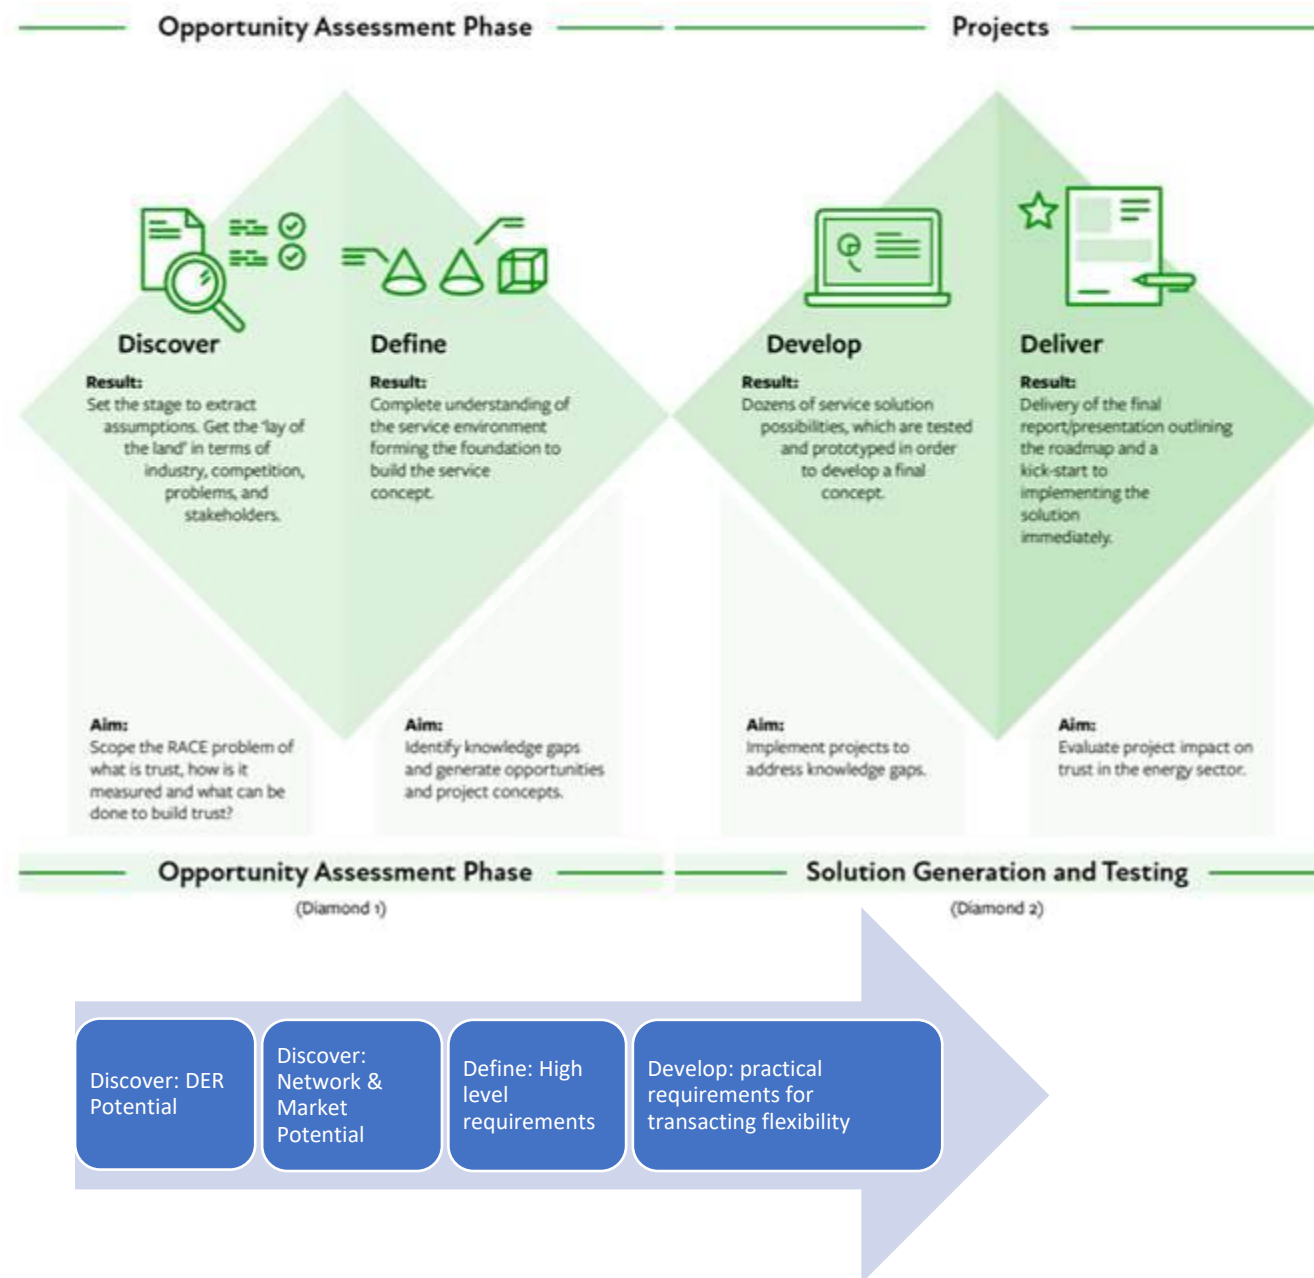 Opportunity Assessment Phase
Projects
Discover
Result:
Set the stage to extract
assumptions. Get the 'lay of
the land' in terms of
industry, competition,
problems, and
stakeholders.
Define
Result:
Complete understanding of
the service environment
forming the foundation to
build the service
concept.
Develop
Result:
Dozens of service solution
possibilities, which are tested
and prototyped in order
to develop a final
concept.
Deliver
Result:
Delivery of the final
report/presentation outlining
the roadmap and a
kick-start to
implementing the
solution
immediately.
Aim:
Scope the RACE problem of
what is trust, how is it
measured and what can be
done to build trust?
Aim:
Identify knowledge gaps
and generate opportunities
and project concepts.
Aim:
Implement projects to
address knowledge gaps.
Aim:
Evaluate project impact on
trust in the energy sector.
Opportunity Assessment Phase
(Diamond 1)
Solution Generation and Testing
(Diamond 2)
Discover: DER
Potential
Discover:
Network &
Market
Potential
Define: High
level
requirements
Develop: practical
requirements for
transacting flexibility